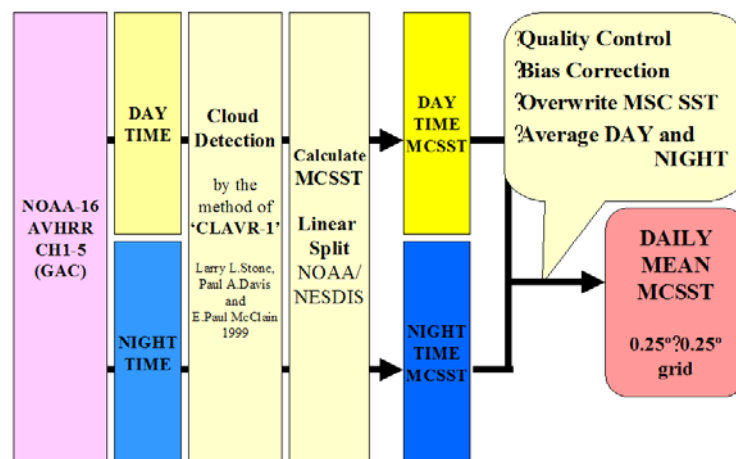 NOAA-16
AVHRR
CH1-5
(GAC)
DAY
TIME
NIGHT
TIME
Cloud
Detection
by the
method of
‘CLAVR-1’
Larry L.Stone,
Paul A.Davis
and
E.Paul McClain
1999
Calculate
MCSST
Linear
Split
NOAA/
NESDIS
DAY
TIME
MCSST
NIGHT
TIME
MCSST
?Quality Control
?Bias Correction
?Overwrite MSC SST
?Average DAY and
NIGHT
DAILY
MEAN
MCSST
0.25º?0.25º
grid